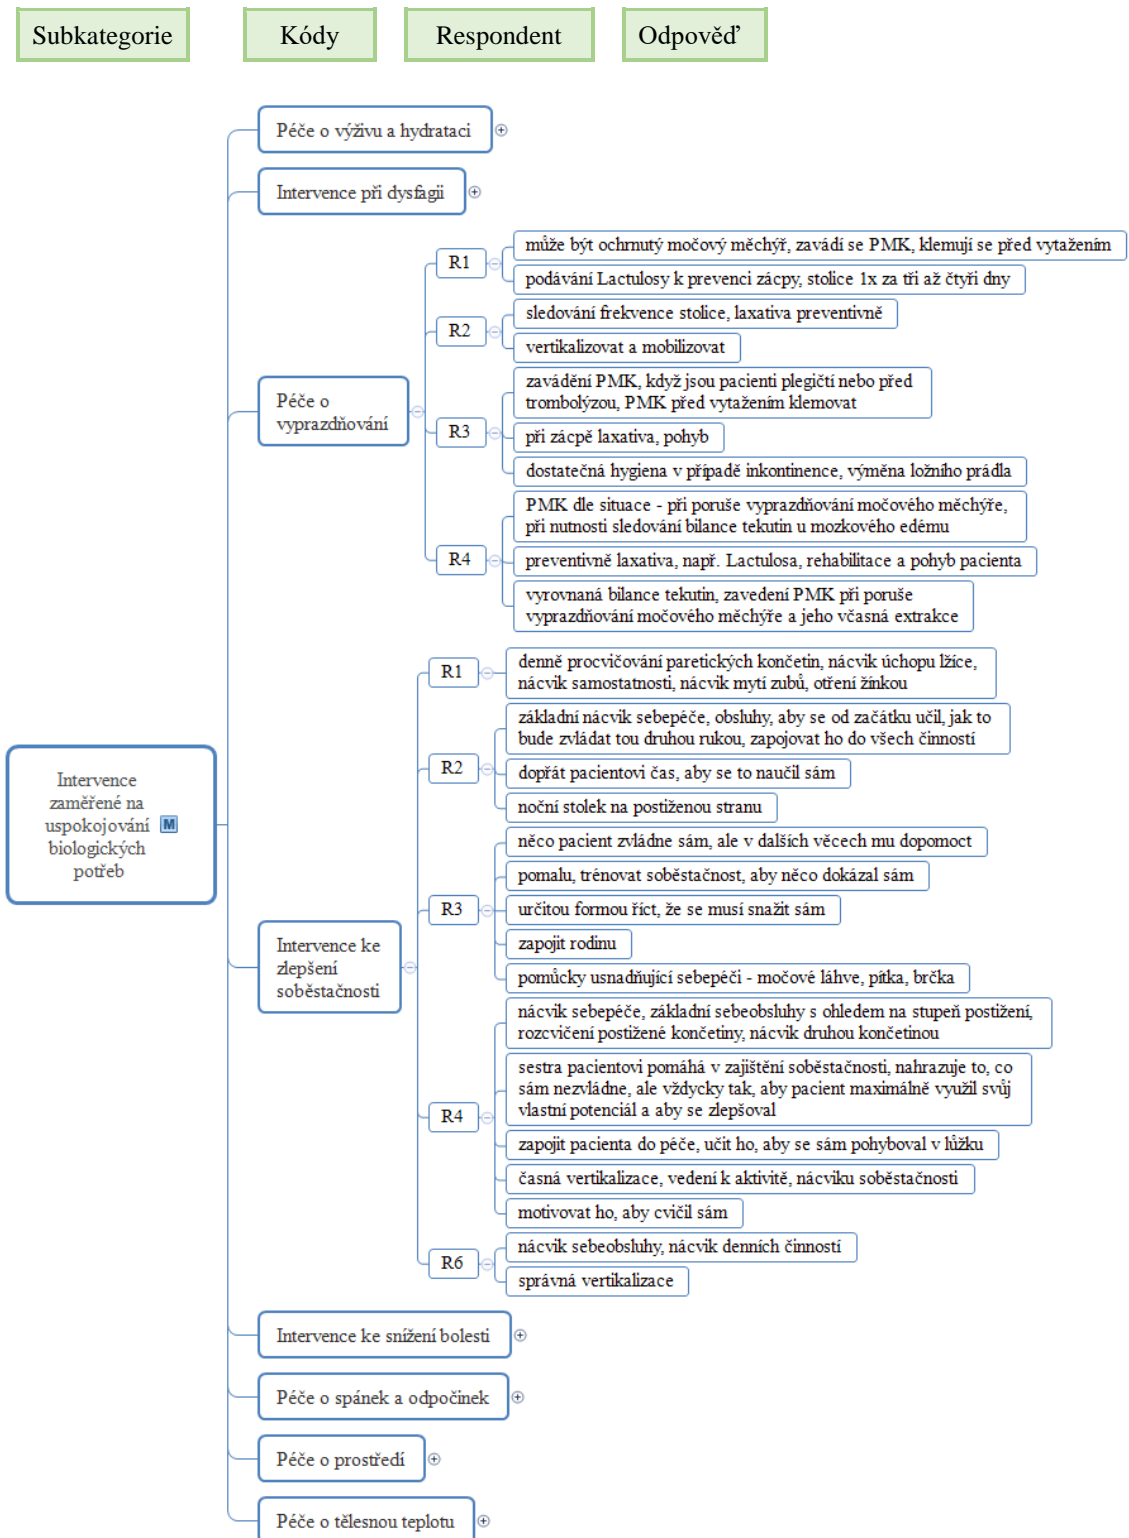 Subkategorie
Kódy
Respondent
Odpověď
Péče o výživu a hydrataci
Intervence při dysfagii
R1
může být ochrnutý močový měchýř, zavádí se PMK, klemují se před vytažením
podávání Lactulosy k prevenci zácpy, stolice 1x za tři až čtyři dny
R2
sledování frekvence stolice, laxativa preventivně
vertikalizovat a mobilizovat
Péče o
vyprazdňování
R3
zavádění PMK, když jsou pacienti plegičtí nebo před
trombolýzou, PMK před vytažením klemovat
při zácpě laxativa, pohyb
dostatečná hygiena v případě inkontinence, výměna ložního prádla
R4
PMK dle situace - při poruše vyprazdňování močového měchýře,
při nutnosti sledování bilance tekutin u mozkového edému
preventivně laxativa, např. Lactulosa, rehabilitace a pohyb pacienta
vyrovnaná bilance tekutin, zavedení PMK při poruše
vyprazdňování močového měchýře a jeho včasná extrakce
Intervence
zaměřené na
uspokojování
biologických
potřeb
M
Intervence ke
zlepšení
soběstačnosti
R1
denně procvičování paretických končetin, nácvik úchopu lžíce,
nácvik samostatnosti, nácvik mytí zubů, otření žínkou
R2
základní nácvik sebepéče, obsluhy, aby se od začátku učil, jak to
bude zvládat tou druhou rukou, zapojovat ho do všech činností
dopřát pacientovi čas, aby se to naučil sám
noční stolek na postiženou stranu
R3
něco pacient zvládne sám, ale v dalších věcech mu dopomoct
pomalu, trénovat soběstačnost, aby něco dokázal sám
určitou formou říct, že se musí snažit sám
zapojit rodinu
pomůcky usnadňující sebepéči - močové láhve, pítka, brčka
R4
nácvik sebepéče, základní sebeobsluhy s ohledem na stupeň postižení,
rozcvičení postižené končetiny, nácvik druhou končetinou
sestra pacientovi pomáhá v zajištění soběstačnosti, nahrazuje to, co
sám nezvládne, ale vždycky tak, aby pacient maximálně využil svůj
vlastní potenciál a aby se zlepšoval
zapojit pacienta do péče, učit ho, aby se sám pohyboval v lůžku
časná vertikalizace, vedení k aktivitě, nácviku soběstačnosti
motivovat ho, aby cvičil sám
R6
nácvik sebeobsluhy, nácvik denních činností
správná vertikalizace
Intervence ke snížení bolesti
Péče o spánek a odpočinek
Péče o prostředí
Péče o tělesnou teplotu